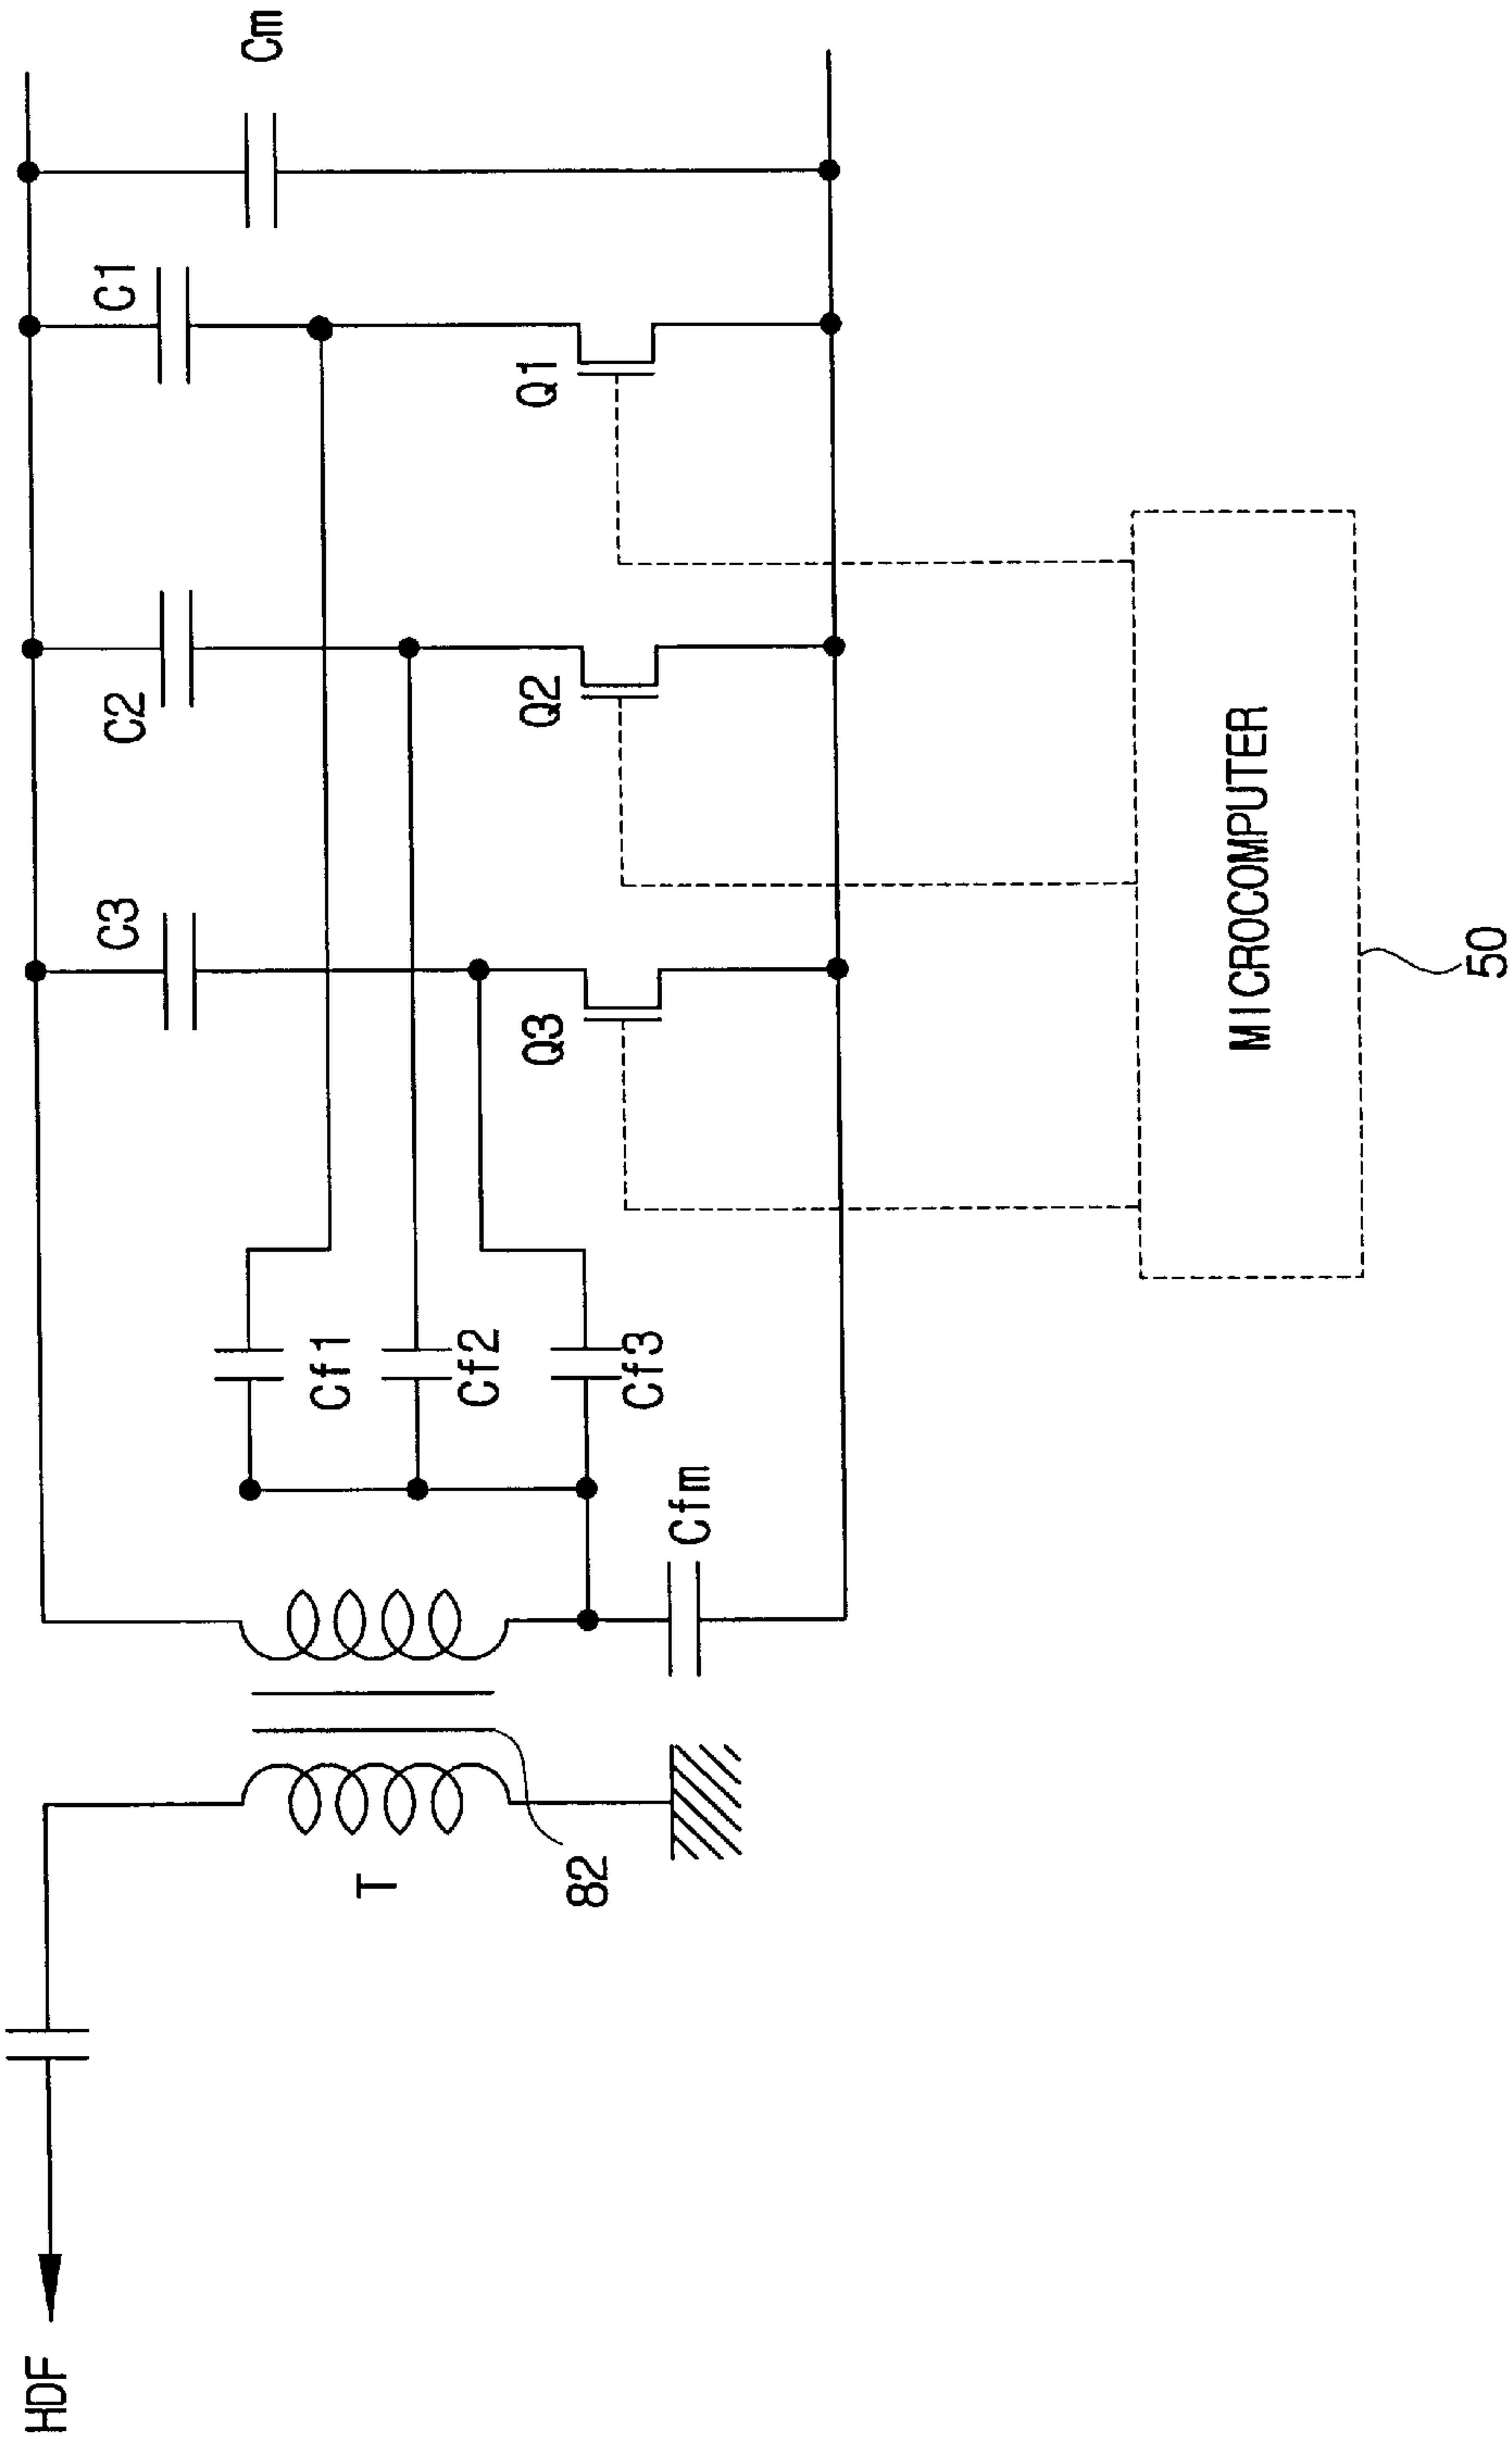 HDF
T
82
Cfm
Cf1
Cf2
Cf3
C3
C2
C1
Cm
Q3
Q2
Q1
MICROCOMPUTER
50